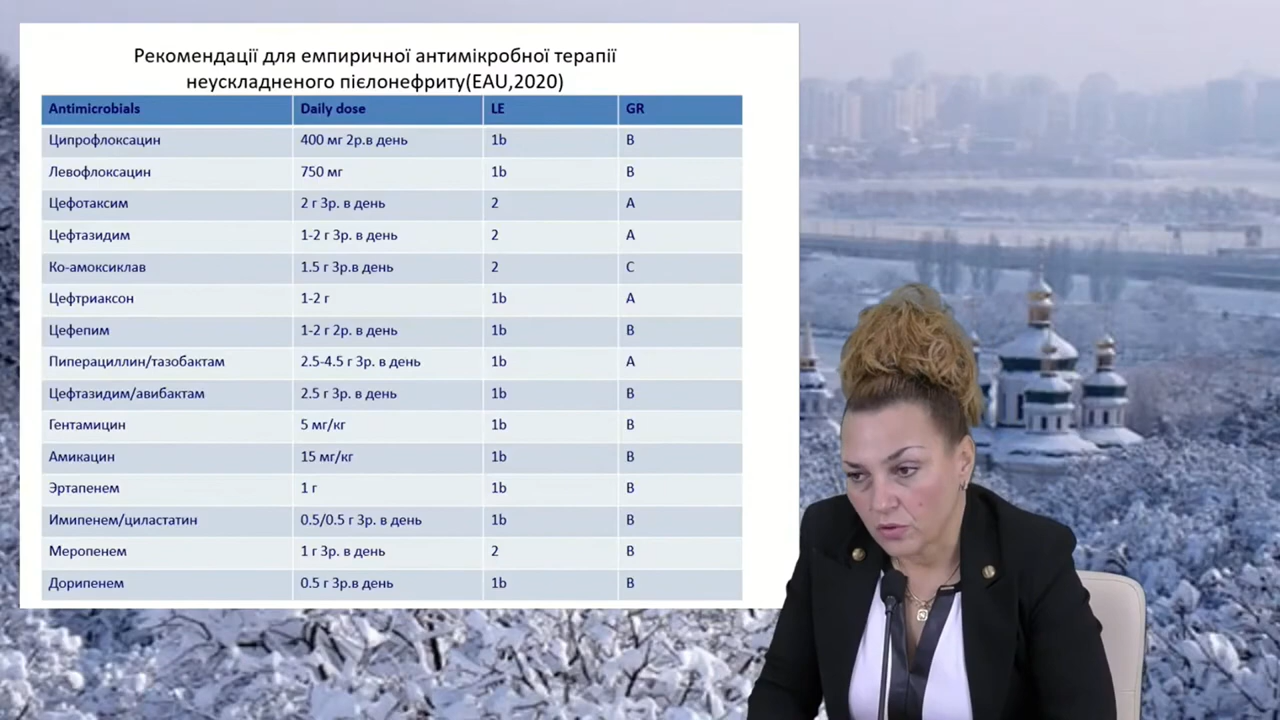 Рекомендації для емпиричної антимікробної терапії
неускладненого пієлонефриту(EAU,2020)
Antimicrobials Daily dose LE GR
Ципрофлоксацин 400 мг 2р.в день 1b B
Левофлоксацин 750 мг 1b B
Цефотаксим 2 г 3р. в день 2 A
Цефтазидим 1-2 г 3р. в день 2 A
Ко-амоксиклав 1.5 г 3р.в день 2 C
Цефтриаксон 1-2 г 1b A
Цефепим 1-2 г 2р. в день 1b B
Пиперациллин/тазобактам 2.5-4.5 г 3р. в день 1b A
Цефтазидим/авибактам 2.5 г 3р. в день 1b B
Гентамицин 5 мг/кг 1b B
Амикацин 15 мг/кг 1b B
Эртапенем 1 г 1b B
Имипенем/циластатин 0.5/0.5 г 3р. в день 1b B
Меропенем 1 г 3р. в день 2 B
Дорипенем 0.5 г 3р.в день 1b B